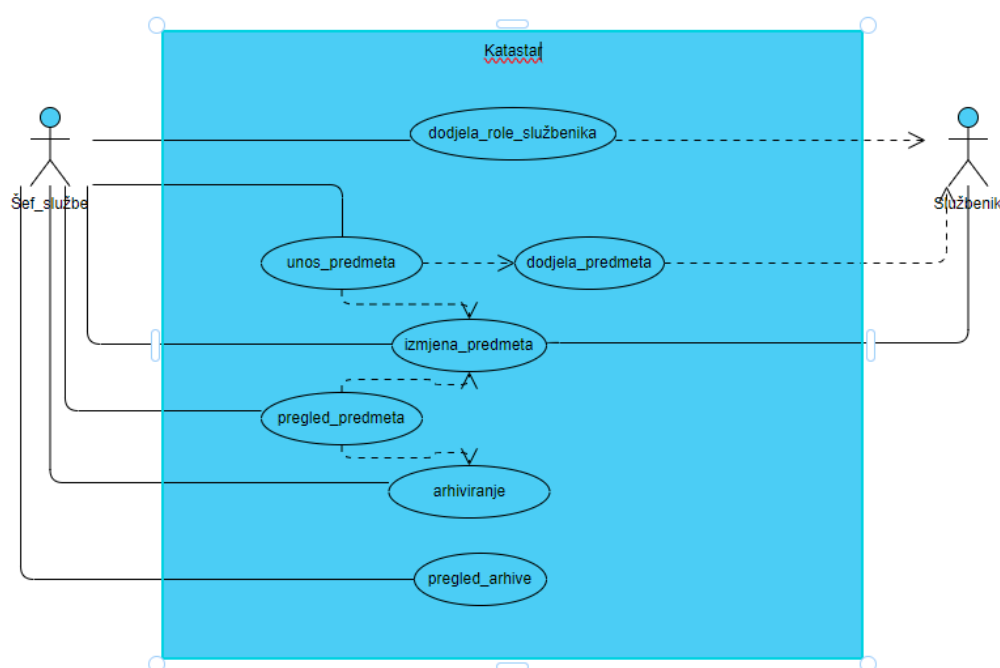 Katastar
dodjela_role_službenika
Šef_službe
Službenik
unos_predmeta
dodjela_predmeta
izmjena_predmeta
pregled_predmeta
arhiviranje
pregled_arhive